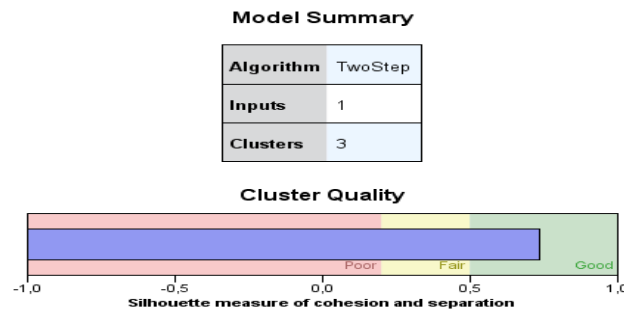 Model Summary
Algorithm TwoStep
Inputs 1
Clusters 3
Cluster Quality
Poor Fair Good
-1,0 -0,5 0,0 0,5 1,0
Silhouette measure of cohesion and separation